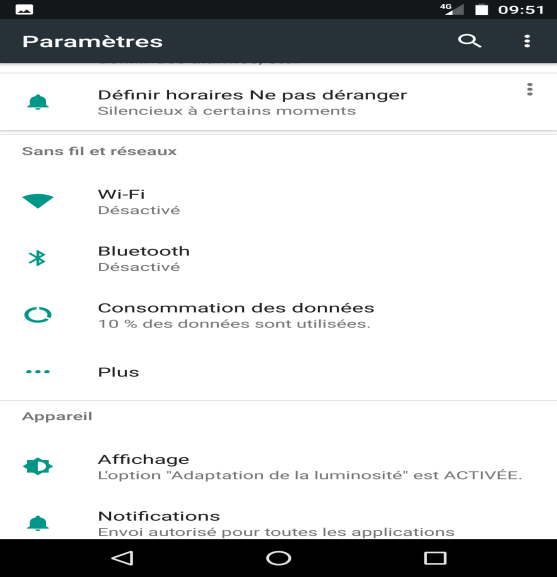 4G 09:51
Paramètres
Définir horaires Ne pas déranger
Silencieux à certains moments
Sans fil et réseaux
Wi-Fi
Désactivé
Bluetooth
Désactivé
Consommation des données
10 % des données sont utilisées.
Plus
Appareil
Affichage
L'option "Adaptation de la luminosité" est ACTIVÉE.
Notifications
Envoi autorisé pour toutes les applications